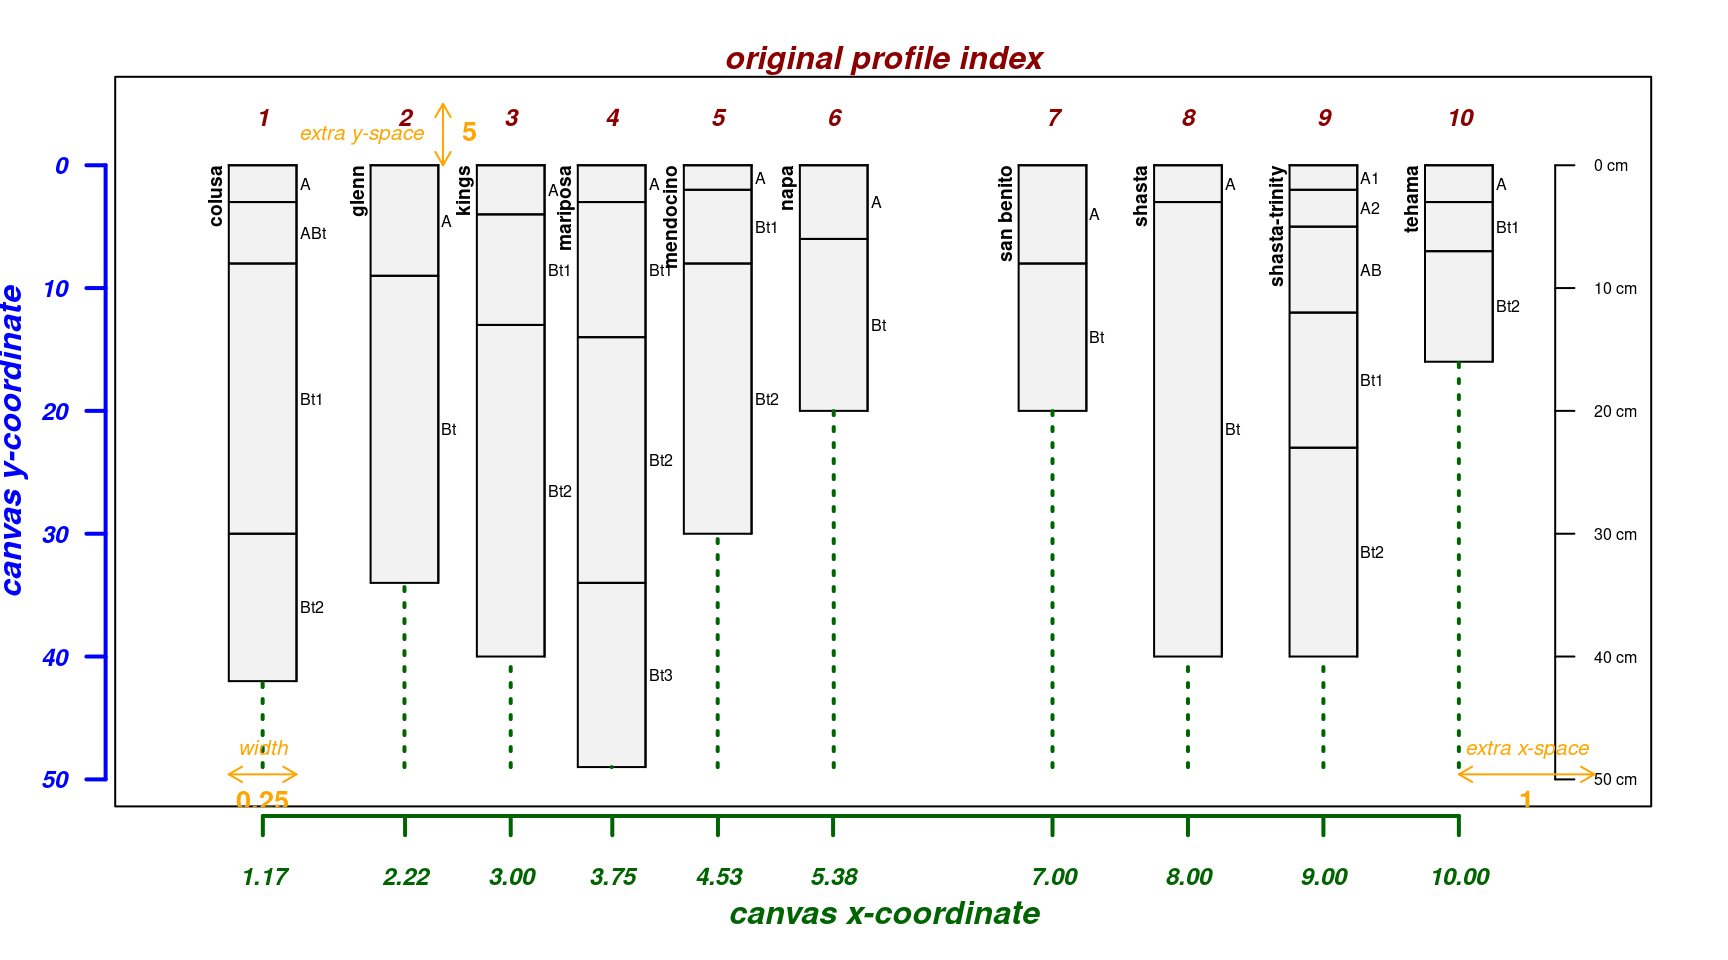 original profile index
1 2 3 4 5 6 7 8 9 10
extra y-space 5
canvas y-coordinate
0
10
20
30
40
50
colusa
A
ABt
Bt1
Bt2
glenn
A
Bt
kings
A
Bt1
Bt2
mariposa
A
Bt1
Bt2
Bt3
mendocino
A
Bt1
Bt2
napa
A
Bt
san benito
A
Bt
shasta
A
Bt
shasta-trinity
A1
A2
AB
Bt1
Bt2
tehama
A
Bt1
Bt2
0 cm
10 cm
20 cm
30 cm
40 cm
50 cm
width
0.25
extra x-space
1
1.17 2.22 3.00 3.75 4.53 5.38 7.00 8.00 9.00 10.00
canvas x-coordinate